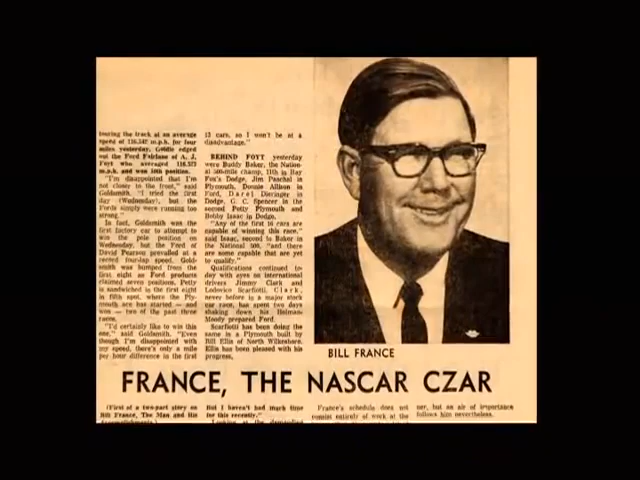 touring the track at an average
speed of 116.342 m.p.h. for four
miles yesterday. Goldie edged
out the Ford Fairlane of A. J.
Foyt who averaged 116.373
m.p.h. and won 10th place.
"I'm disappointed that I'm
not closer to the front," said
Goldsmith. "I tried the first
day (Wednesday), but the
Fords simply were running too
strong."
In fact, Goldsmith was the
first factory car to attempt to
win the pole position on
Wednesday, but the Ford of
David Pearson prevailed at a
record four-lap speed. Gold-
smith was bumped from the
first eight as Ford products
claimed seven positions. Petty
is sandwiched in the first eight
in fifth spot, where the Ply-
mouth ace has started — and
won — two of the past three
races.
"I'd certainly like to win this
one," said Goldsmith. "Even
though I'm disappointed with
my speed, there's only a mile
per hour difference in the first
13 cars, so I won't be at a
disadvantage."
BEHIND FOYT yesterday
were Buddy Baker, the Nation-
al 500-mile champ, 11th in Ray
Fox's Dodge, Jim Paschal in
Plymouth, Donnie Allison in
Ford, Darel Dieringer in
Dodge, G. C. Spencer in the
second Petty Plymouth and
Bobby Isaac in Dodge.
"Any of the first 16 cars are
capable of winning this race,"
said Isaac, second to Baker in
the National 500, "and there
are some capable that are yet
to qualify."
Qualifications continued to-
day with eyes on international
drivers Jimmy Clark and
Ludovico Scarfiotti. Clark,
never before in a major stock
car race, has spent two days
shaking down his Holman-
Moody prepared Ford.
Scarfiotti has been doing the
same in a Plymouth built by
Bill Ellis of North Wilkesboro.
Ellis has been pleased with his
progress.
BILL FRANCE
FRANCE, THE NASCAR CZAR
(First of a two-part story on
Bill France, The Man and His
Accomplishments)
But I haven't had much time
for this recently."
Looking at the demanding
France's schedule does not
consist entirely of work at the
ner, but an air of importance
follows him nevertheless.